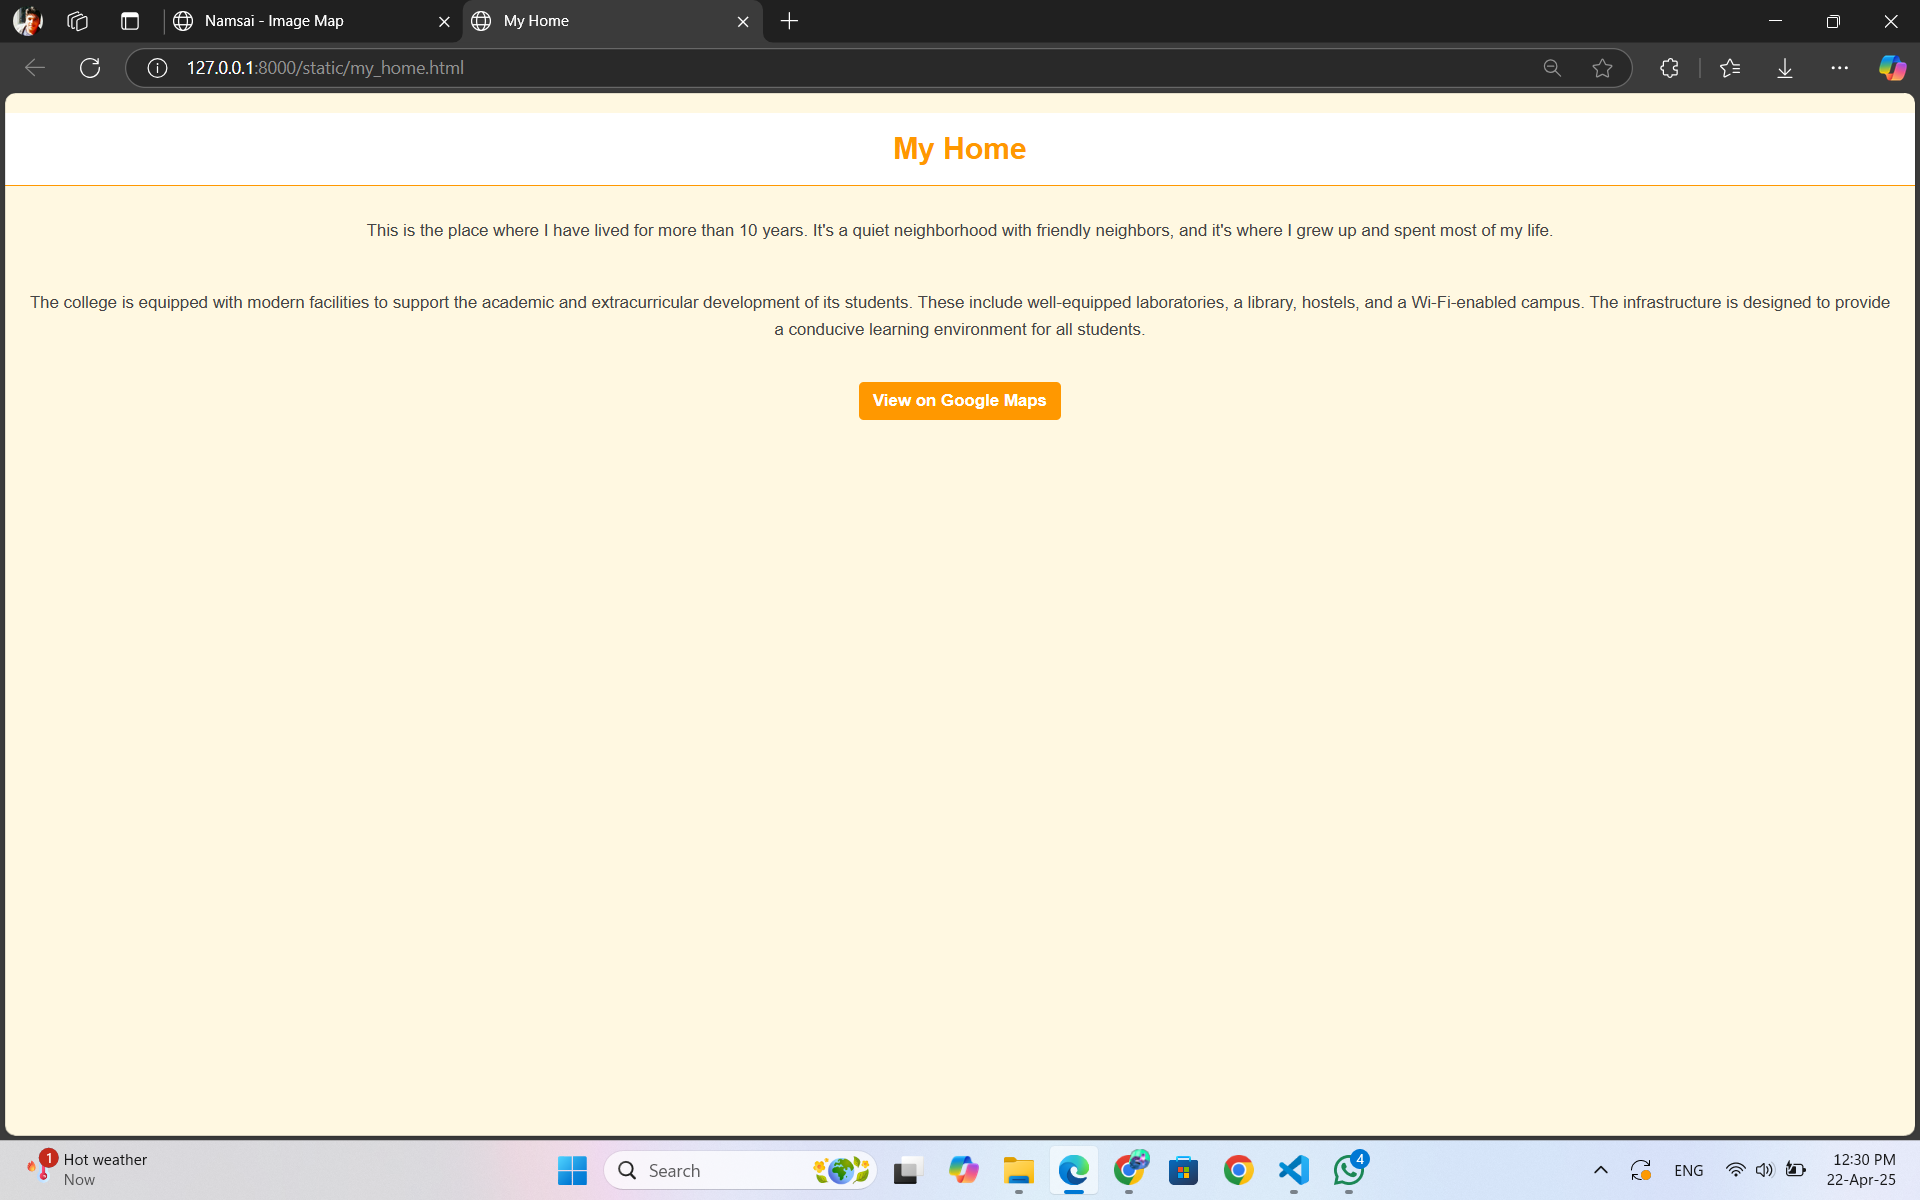 Namsai - Image Map
My Home
127.0.0.1:8000/static/my_home.html
My Home
This is the place where I have lived for more than 10 years. It's a quiet neighborhood with friendly neighbors, and it's where I grew up and spent most of my life.
The college is equipped with modern facilities to support the academic and extracurricular development of its students. These include well-equipped laboratories, a library, hostels, and a Wi-Fi-enabled campus. The infrastructure is designed to provide
a conducive learning environment for all students.
View on Google Maps
1
Hot weather
Now
Search
4
ENG
12:30 PM
22-Apr-25